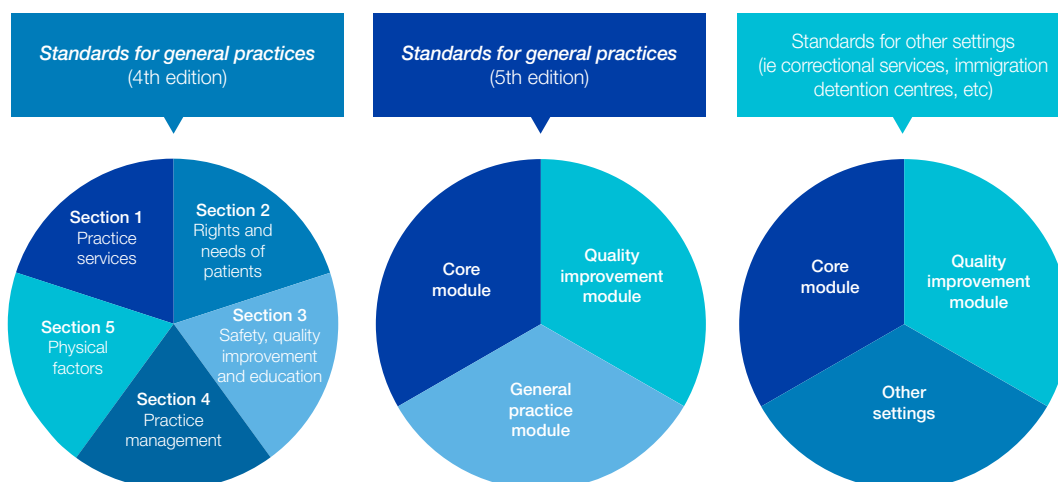 Standards for general practices
(4th edition)
Standards for general practices
(5th edition)
Standards for other settings
(ie correctional services, immigration
detention centres, etc)
Section 1
Practice
services
Section 2
Rights and
needs of
patients
Section 3
Safety, quality
improvement
and education
Section 4
Practice
management
Section 5
Physical
factors
Core
module
Quality
improvement
module
General
practice
module
Core
module
Quality
improvement
module
Other
settings